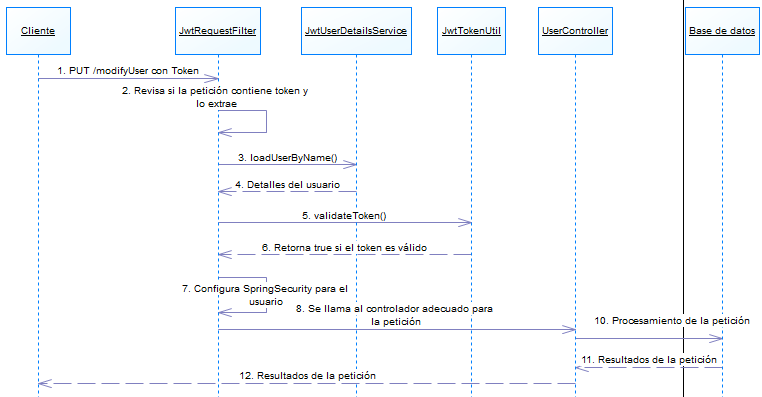 Cliente
JwtRequestFilter
JwtUserDetailsService
JwtTokenUtil
UserController
Base de datos
1. PUT /modifyUser con Token
2. Revisa si la petición contiene token y
lo extrae
3. loadUserByName()
4. Detalles del usuario
5. validateToken()
6. Retorna true si el token es válido
7. Configura SpringSecurity para el
usuario
8. Se llama al controlador adecuado para
la petición
10. Procesamiento de la petición
11. Resultados de la petición
12. Resultados de la petición